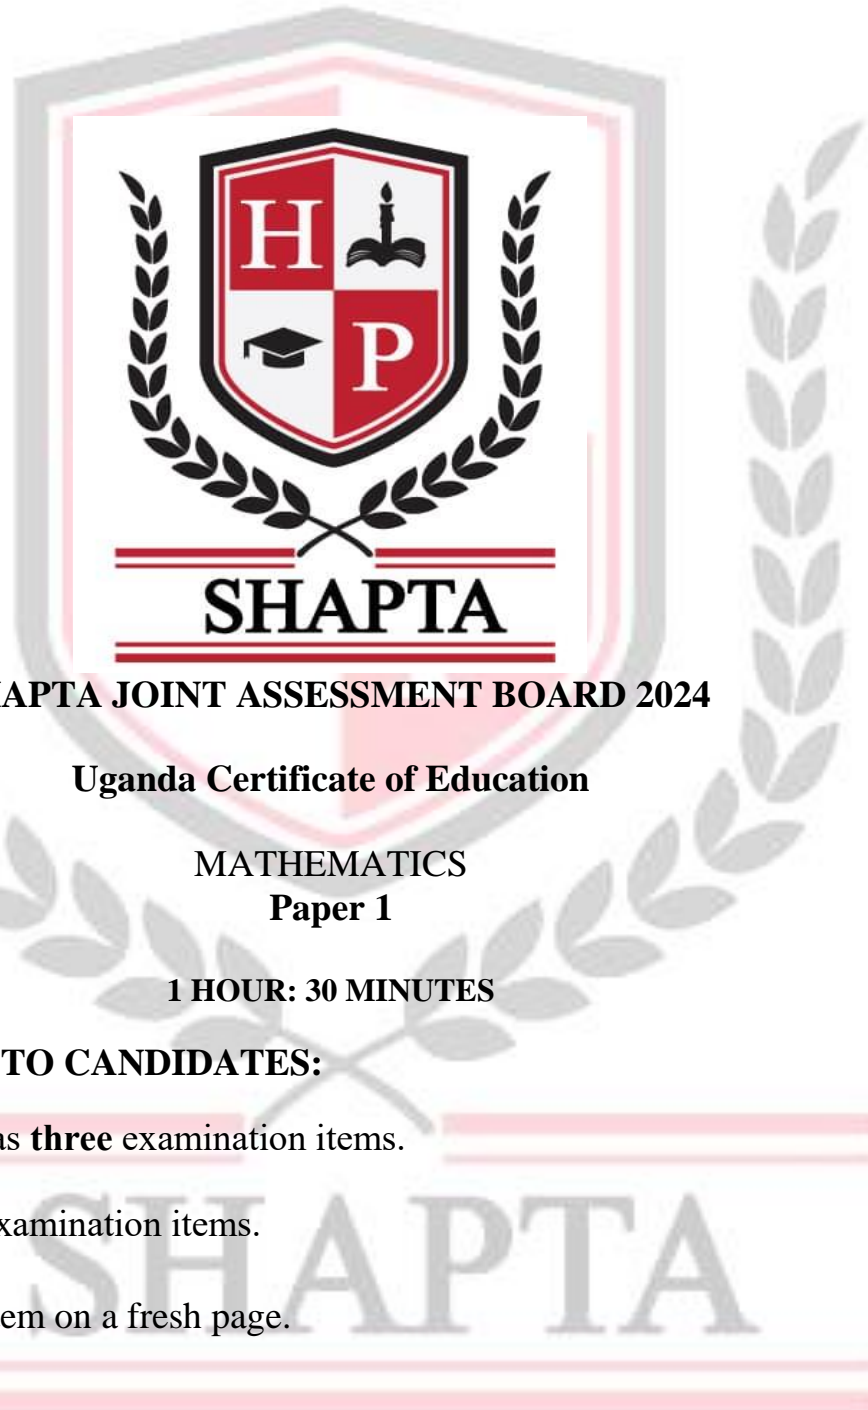 H
P
SHAPTA
APTA JOINT ASSESSMENT BOARD 2024
Uganda Certificate of Education
MATHEMATICS
Paper 1
1 HOUR: 30 MINUTES
TO CANDIDATES:
as three examination items.
xamination items.
em on a fresh page.
SHAPTA